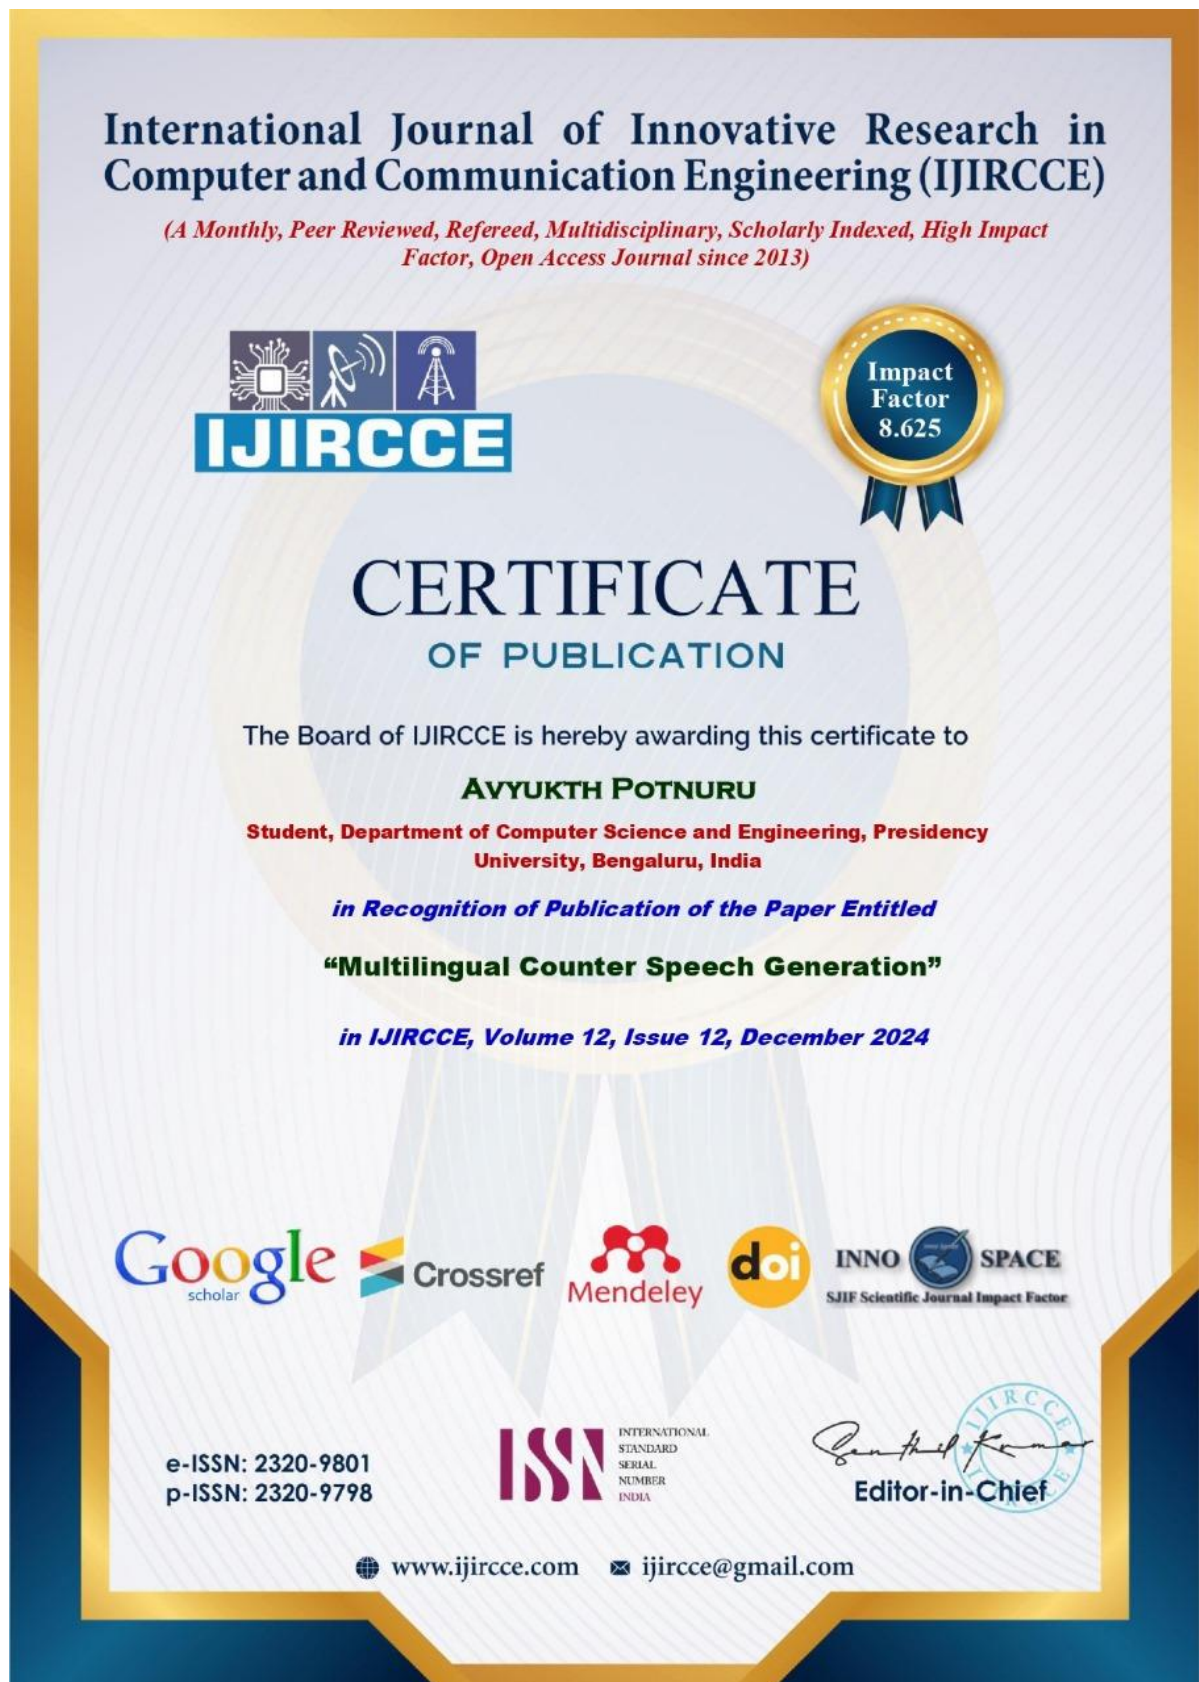 International Journal of Innovative Research in
Computer and Communication Engineering (IJIRCCE)
(A Monthly, Peer Reviewed, Refereed, Multidisciplinary, Scholarly Indexed, High Impact
Factor, Open Access Journal since 2013)
IJIRCCE
Impact
Factor
8.625
CERTIFICATE
OF PUBLICATION
The Board of IJIRCCE is hereby awarding this certificate to
AVYUKTH POTNURU
Student, Department of Computer Science and Engineering, Presidency
University, Bengaluru, India
in Recognition of Publication of the Paper Entitled
“Multilingual Counter Speech Generation”
in IJIRCCE, Volume 12, Issue 12, December 2024
Google
scholar
Crossref
Mendeley
doi
INNO SPACE
SJIF Scientific Journal Impact Factor
e-ISSN: 2320-9801
p-ISSN: 2320-9798
ISSN
INTERNATIONAL
STANDARD
SERIAL
NUMBER
INDIA
Senthil Kumar
IJIRCCE
Editor-in-Chief
www.ijircce.com ijircce@gmail.com